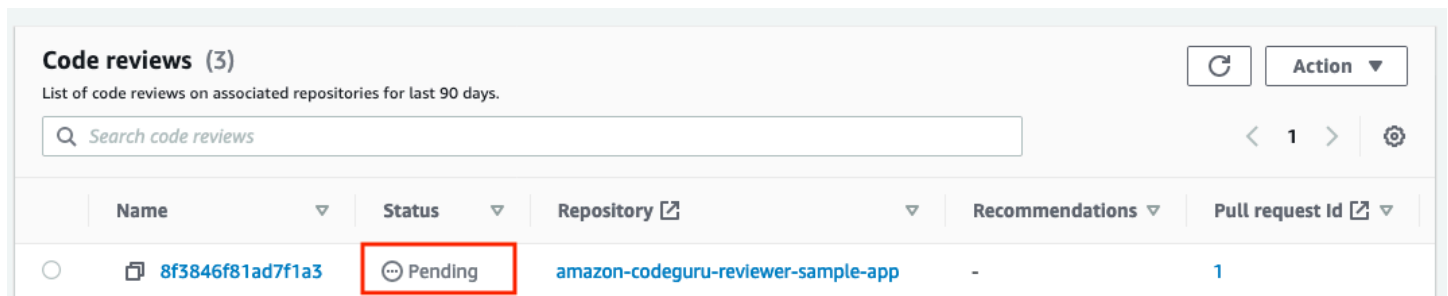 Code reviews (3)
Action
List of code reviews on associated repositories for last 90 days.
Search code reviews
1
Name Status Repository Recommendations Pull request Id
8f3846f81ad7f1a3 Pending amazon-codeguru-reviewer-sample-app - 1